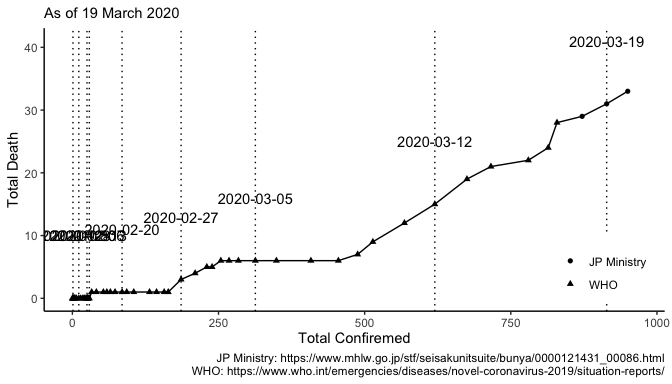 As of 19 March 2020
2020-03-19
40
30
2020-03-12
20
2020-03-05
2020-02-27
2020-02-20
10
0
Total Death
JP Ministry
WHO
0
250
500
750
1000
Total Confiremed
JP Ministry: https://www.mhlw.go.jp/stf/seisakunitsuite/bunya/0000121431_00086.html
WHO: https://www.who.int/emergencies/diseases/novel-coronavirus-2019/situation-reports/